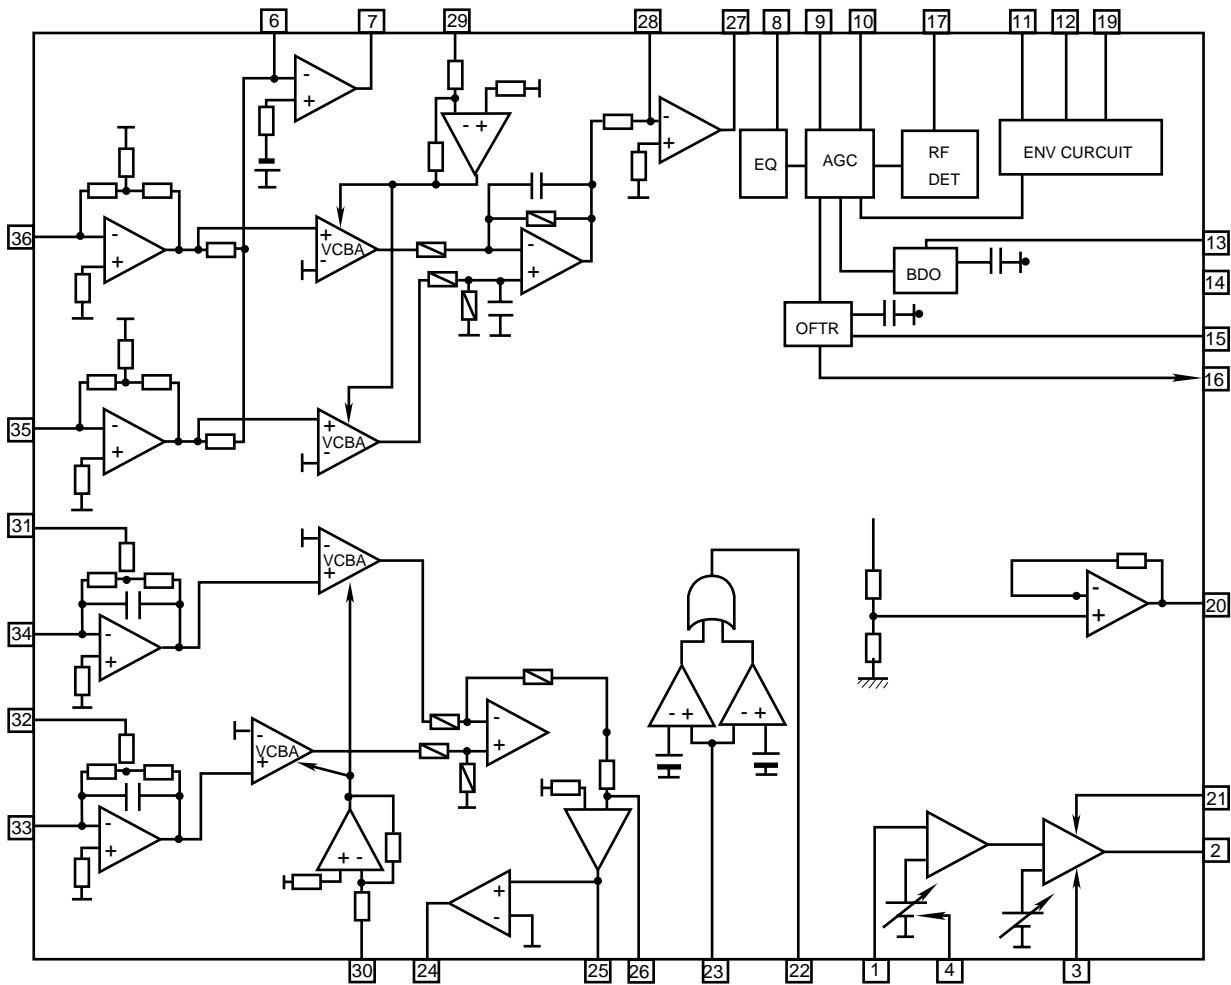 6 7 29 28 27 8 9 10 17 11 12 19
- +
- +
- +
- +
EQ AGC RF DET ENV CURCUIT
36
- +
+ VCBA -
- +
13
BDO
14
OFTR
15
16
35
- +
+ VCBA -
31
- VCBA +
34
- +
- +
20
32
- + - +
- VCBA +
- +
33
- +
21
2
+ -
+ -
30 24 25 26 23 22 1 4 3